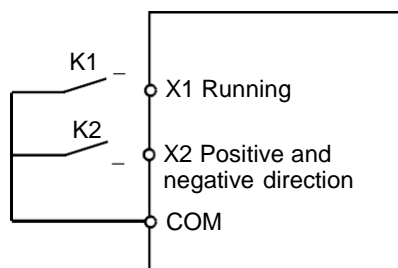 K1
X1 Running
K2
X2 Positive and
negative direction
COM